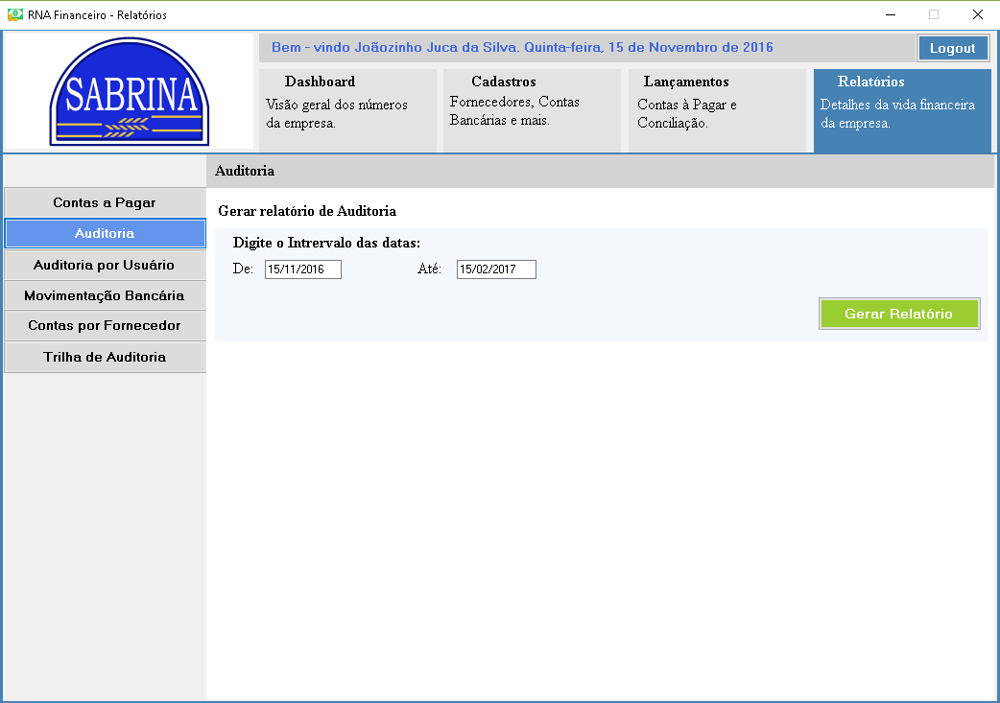 RNA Financeiro - Relatórios
SABRINA
Bem - vindo Joãozinho Juca da Silva. Quinta-feira, 15 de Novembro de 2016
Logout
Dashboard
Visão geral dos números
da empresa.
Cadastros
Fornecedores, Contas
Bancárias e mais.
Lançamentos
Contas à Pagar e
Conciliação.
Relatórios
Detalhes da vida financeira
da empresa.
Auditoria
Contas a Pagar
Auditoria
Auditoria por Usuário
Movimentação Bancária
Contas por Fornecedor
Trilha de Auditoria
Gerar relatório de Auditoria
Digite o Intrervalo das datas:
De: 15/11/2016 Até: 15/02/2017
Gerar Relatório